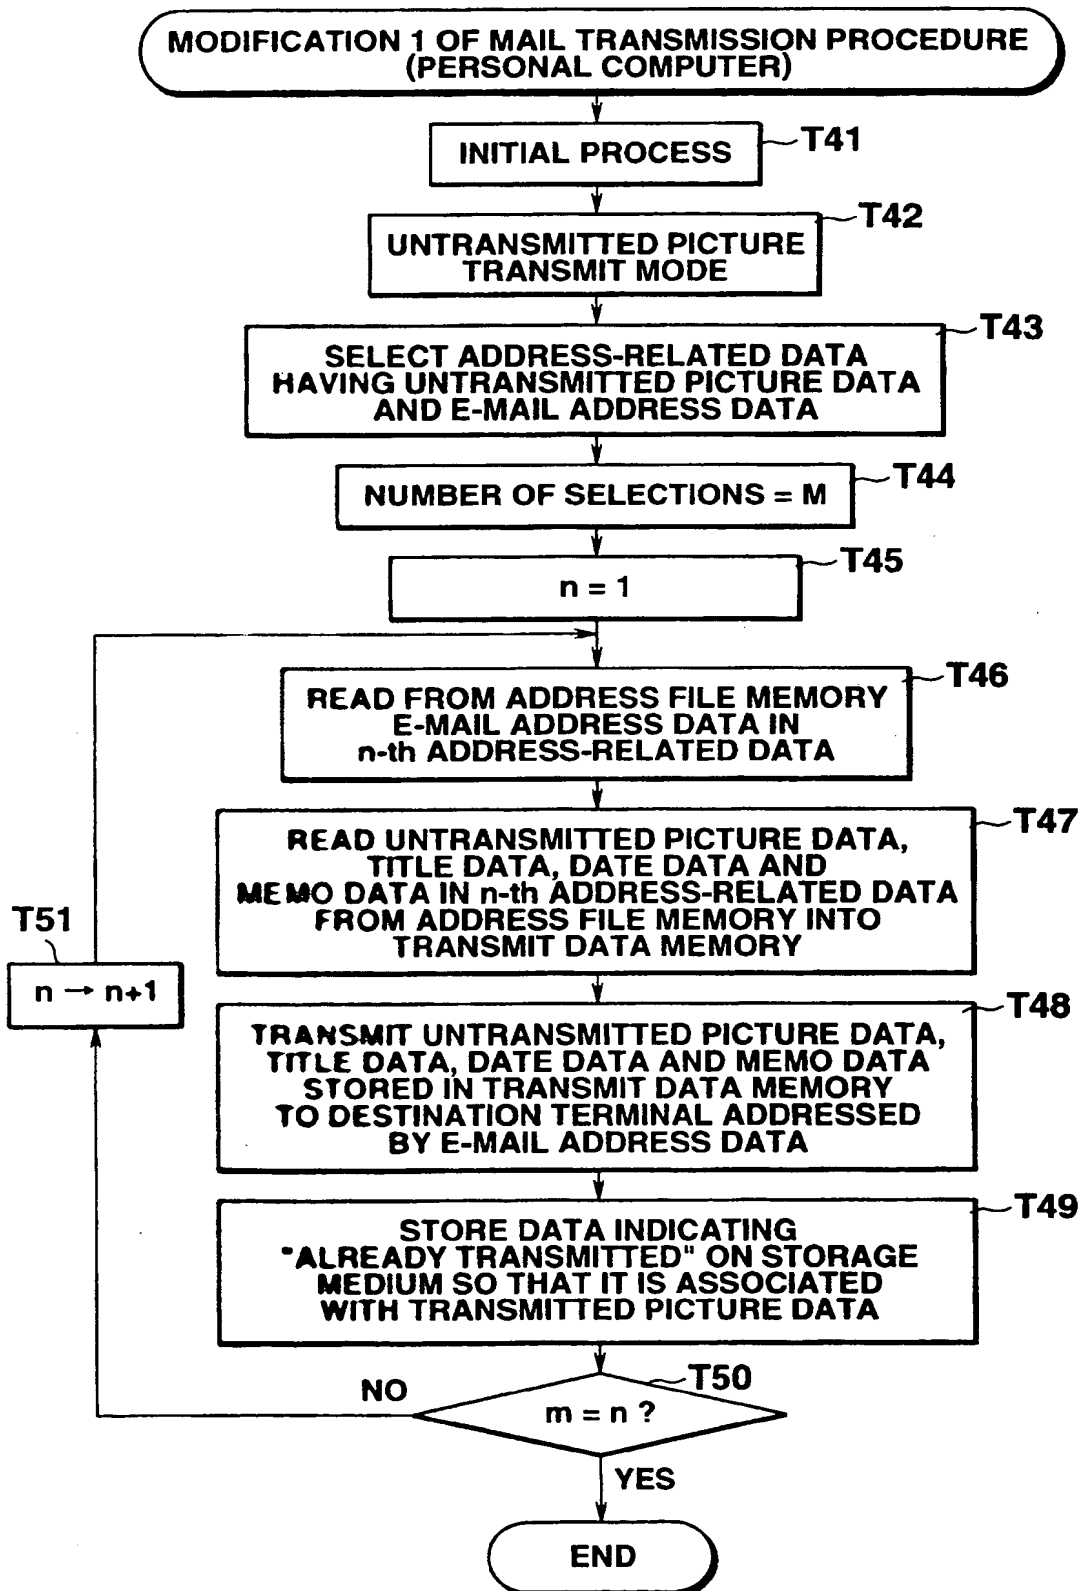 MODIFICATION 1 OF MAIL TRANSMISSION PROCEDURE
(PERSONAL COMPUTER)
T41
INITIAL PROCESS
T42
UNTRANSMITTED PICTURE
TRANSMIT MODE
T43
SELECT ADDRESS-RELATED DATA
HAVING UNTRANSMITTED PICTURE DATA
AND E-MAIL ADDRESS DATA
T44
NUMBER OF SELECTIONS = M
T45
n = 1
T46
READ FROM ADDRESS FILE MEMORY
E-MAIL ADDRESS DATA IN
n-th ADDRESS-RELATED DATA
T47
READ UNTRANSMITTED PICTURE DATA,
TITLE DATA, DATE DATA AND
MEMO DATA IN n-th ADDRESS-RELATED DATA
FROM ADDRESS FILE MEMORY INTO
TRANSMIT DATA MEMORY
T51
n → n+1
T48
TRANSMIT UNTRANSMITTED PICTURE DATA,
TITLE DATA, DATE DATA AND MEMO DATA
STORED IN TRANSMIT DATA MEMORY
TO DESTINATION TERMINAL ADDRESSED
BY E-MAIL ADDRESS DATA
T49
STORE DATA INDICATING
"ALREADY TRANSMITTED" ON STORAGE
MEDIUM SO THAT IT IS ASSOCIATED
WITH TRANSMITTED PICTURE DATA
T50
NO
m = n ?
YES
END